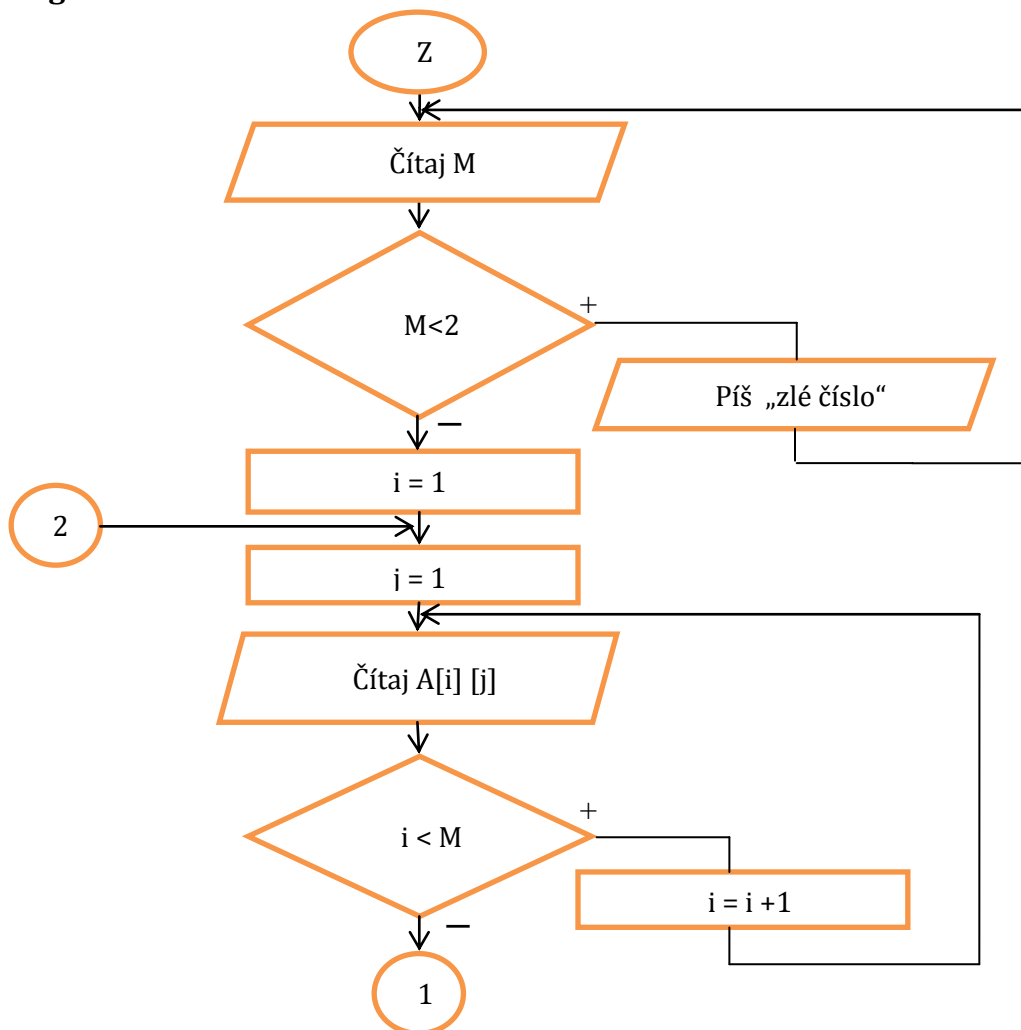 Z
Čítaj M
M<2
+
Píš „zlé číslo“
–
i = 1
2
j = 1
Čítaj A[i] [j]
i < M
+
i = i +1
–
1